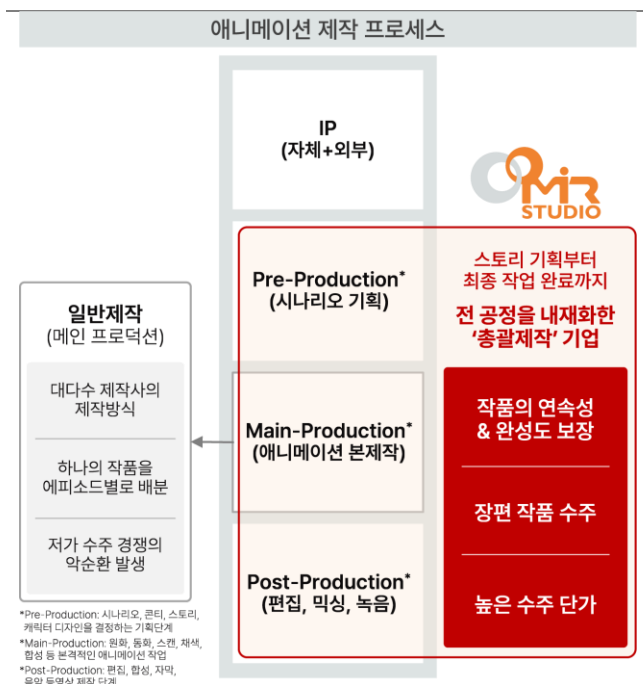 애니메이션 제작 프로세스
IP
(자체+외부)
MIR
STUDIO
Pre-Production*
(시나리오 기획)
스토리 기획부터
최종 작업 완료까지
전 공정을 내재화한
‘총괄제작’ 기업
일반제작
(메인 프로덕션)
대다수 제작사의
제작방식
하나의 작품을
에피소드별로 배분
저가 수주 경쟁의
악순환 발생
Main-Production*
(애니메이션 본제작)
작품의 연속성
& 완성도 보장
장편 작품 수주
높은 수주 단가
Post-Production*
(편집, 믹싱, 녹음)
*Pre-Production: 시나리오, 콘티, 스토리,
캐릭터 디자인을 결정하는 기획단계
*Main-Production: 원화, 동화, 스캔, 채색,
합성 등 본격적인 애니메이션 작업
*Post-Production: 편집, 합성, 자막,
음악 등영상 제작 단계